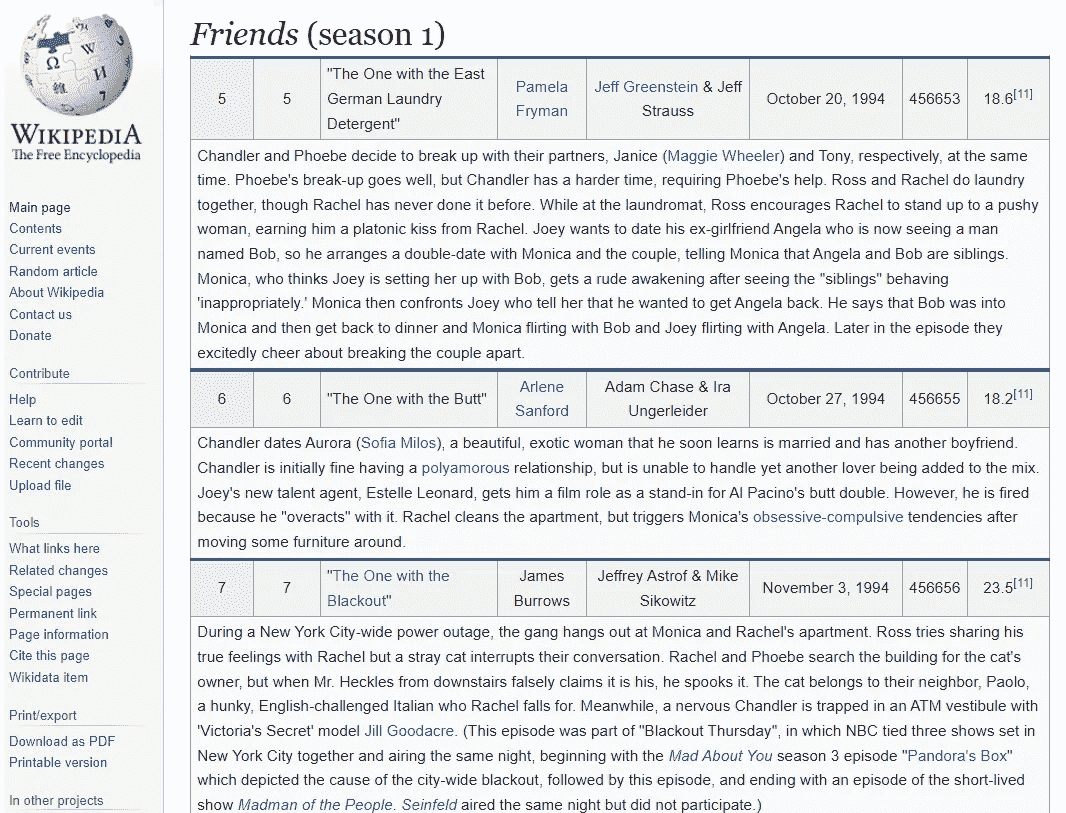 Friends (season 1)
WIKIPEDIA
The Free Encyclopedia
Main page
Contents
Current events
Random article
About Wikipedia
Contact us
Donate
Contribute
Help
Learn to edit
Community portal
Recent changes
Upload file
Tools
What links here
Related changes
Special pages
Permanent link
Page information
Cite this page
Wikidata item
Print/export
Download as PDF
Printable version
In other projects
5 5 "The One with the East German Laundry Detergent" Pamela Fryman Jeff Greenstein & Jeff Strauss October 20, 1994 456653 18.6[11]
Chandler and Phoebe decide to break up with their partners, Janice (Maggie Wheeler) and Tony, respectively, at the same
time. Phoebe's break-up goes well, but Chandler has a harder time, requiring Phoebe's help. Ross and Rachel do laundry
together, though Rachel has never done it before. While at the laundromat, Ross encourages Rachel to stand up to a pushy
woman, earning him a platonic kiss from Rachel. Joey wants to date his ex-girlfriend Angela who is now seeing a man
named Bob, so he arranges a double-date with Monica and the couple, telling Monica that Angela and Bob are siblings.
Monica, who thinks Joey is setting her up with Bob, gets a rude awakening after seeing the "siblings" behaving
'inappropriately.' Monica then confronts Joey who tell her that he wanted to get Angela back. He says that Bob was into
Monica and then get back to dinner and Monica flirting with Bob and Joey flirting with Angela. Later in the episode they
excitedly cheer about breaking the couple apart.
6 6 "The One with the Butt" Arlene Sanford Adam Chase & Ira Ungerleider October 27, 1994 456655 18.2[11]
Chandler dates Aurora (Sofia Milos), a beautiful, exotic woman that he soon learns is married and has another boyfriend.
Chandler is initially fine having a polyamorous relationship, but is unable to handle yet another lover being added to the mix.
Joey's new talent agent, Estelle Leonard, gets him a film role as a stand-in for Al Pacino's butt double. However, he is fired
because he "overacts" with it. Rachel cleans the apartment, but triggers Monica's obsessive-compulsive tendencies after
moving some furniture around.
7 7 "The One with the Blackout" James Burrows Jeffrey Astrof & Mike Sikowitz November 3, 1994 456656 23.5[11]
During a New York City-wide power outage, the gang hangs out at Monica and Rachel's apartment. Ross tries sharing his
true feelings with Rachel but a stray cat interrupts their conversation. Rachel and Phoebe search the building for the cat's
owner, but when Mr. Heckles from downstairs falsely claims it is his, he spooks it. The cat belongs to their neighbor, Paolo,
a hunky, English-challenged Italian who Rachel falls for. Meanwhile, a nervous Chandler is trapped in an ATM vestibule with
'Victoria's Secret' model Jill Goodacre. (This episode was part of "Blackout Thursday", in which NBC tied three shows set in
New York City together and airing the same night, beginning with the Mad About You season 3 episode "Pandora's Box"
which depicted the cause of the city-wide blackout, followed by this episode, and ending with an episode of the short-lived
show Madman of the People. Seinfeld aired the same night but did not participate.)